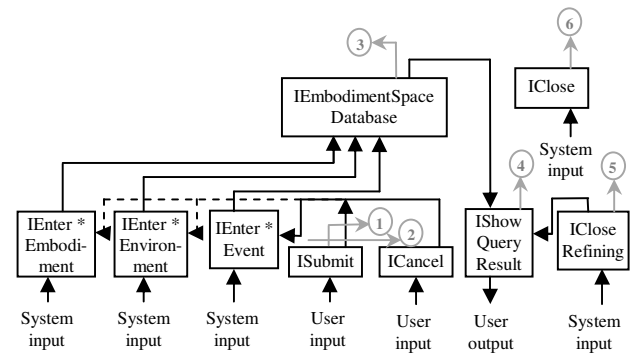 6
3
IClose
IEmbodimentSpace
Database
System
input
4
5
IEnter *
Embodi-
ment
IEnter *
Environ-
ment
IEnter *
Event
1
2
ISubmit
ICancel
IShow
Query
Result
IClose
Refining
System
input
System
input
System
input
User
input
User
input
User
output
System
input